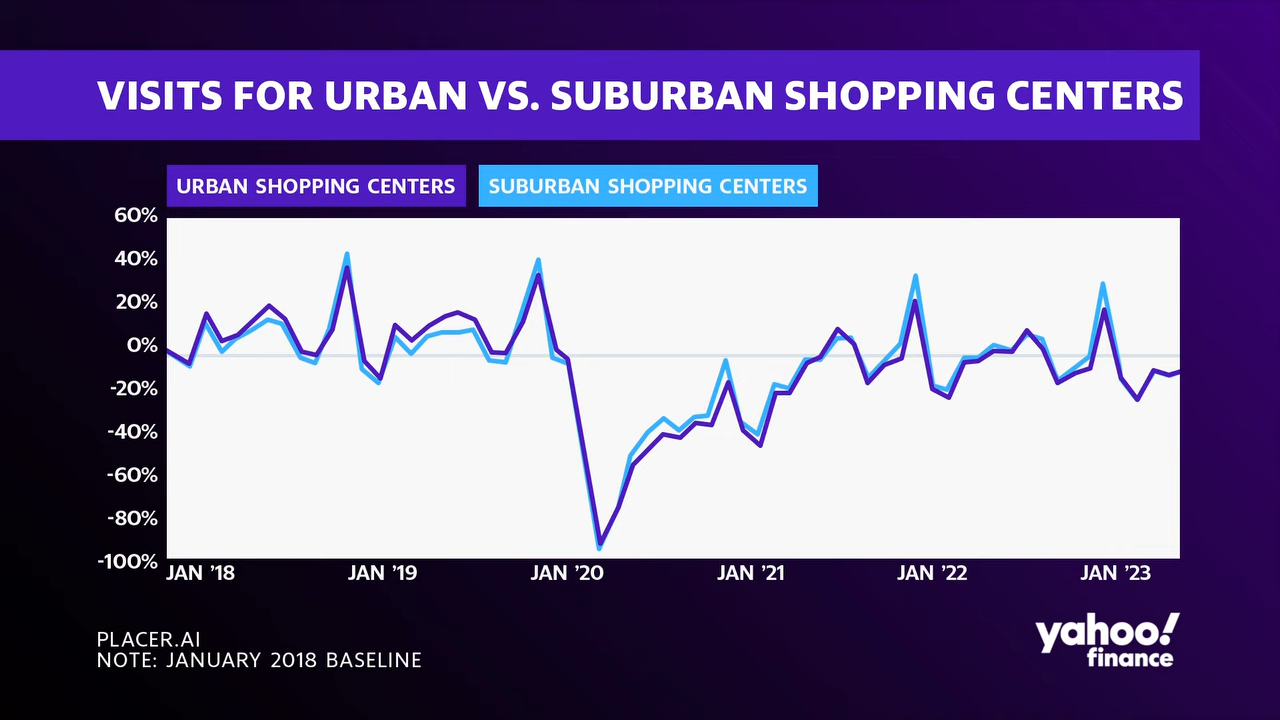 VISITS FOR URBAN VS. SUBURBAN SHOPPING CENTERS
URBAN SHOPPING CENTERS
SUBURBAN SHOPPING CENTERS
60%
40%
20%
0%
-20%
-40%
-60%
-80%
-100%
JAN ’18
JAN ’19
JAN ’20
JAN ’21
JAN ’22
JAN ’23
PLACER.AI
NOTE: JANUARY 2018 BASELINE
yahoo!
finance